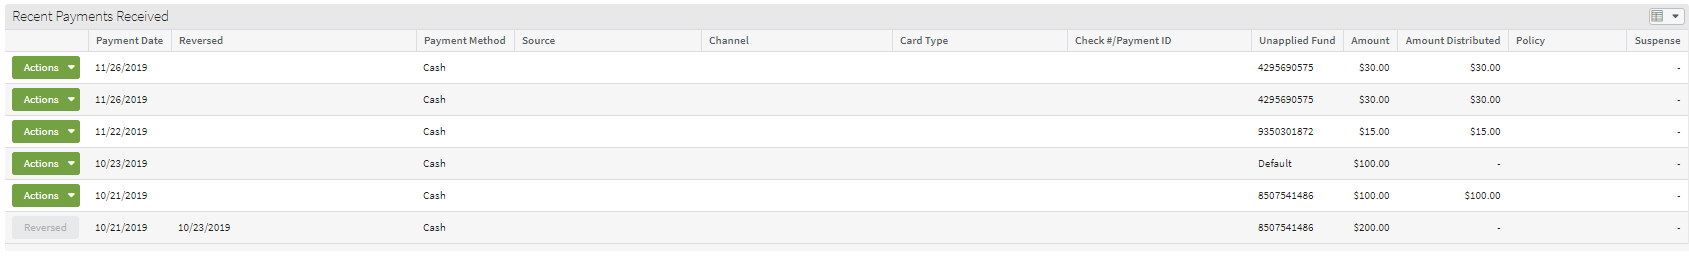 Recent Payments Received
Payment Date Reversed Payment Method Source Channel Card Type Check #/Payment ID Unapplied Fund Amount Amount Distributed Policy Suspense
Actions 11/26/2019 Cash 4295690575 $30.00 $30.00 -
Actions 11/26/2019 Cash 4295690575 $30.00 $30.00 -
Actions 11/22/2019 Cash 9350301872 $15.00 $15.00 -
Actions 10/23/2019 Cash Default $100.00 - -
Actions 10/21/2019 Cash 8507541486 $100.00 $100.00 -
Reversed 10/21/2019 10/23/2019 Cash 8507541486 $200.00 - -